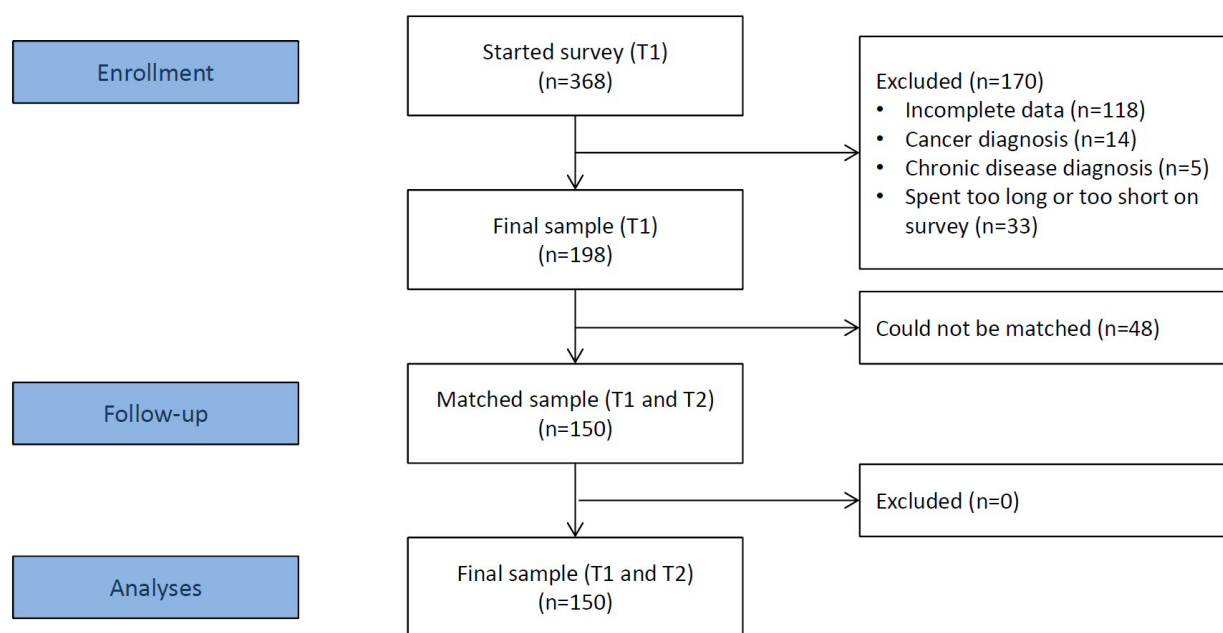 Enrollment
Started survey (T1)
(n=368)
Excluded (n=170)
• Incomplete data (n=118)
• Cancer diagnosis (n=14)
• Chronic disease diagnosis (n=5)
• Spent too long or too short on
survey (n=33)
Final sample (T1)
(n=198)
Could not be matched (n=48)
Follow-up
Matched sample (T1 and T2)
(n=150)
Excluded (n=0)
Analyses
Final sample (T1 and T2)
(n=150)